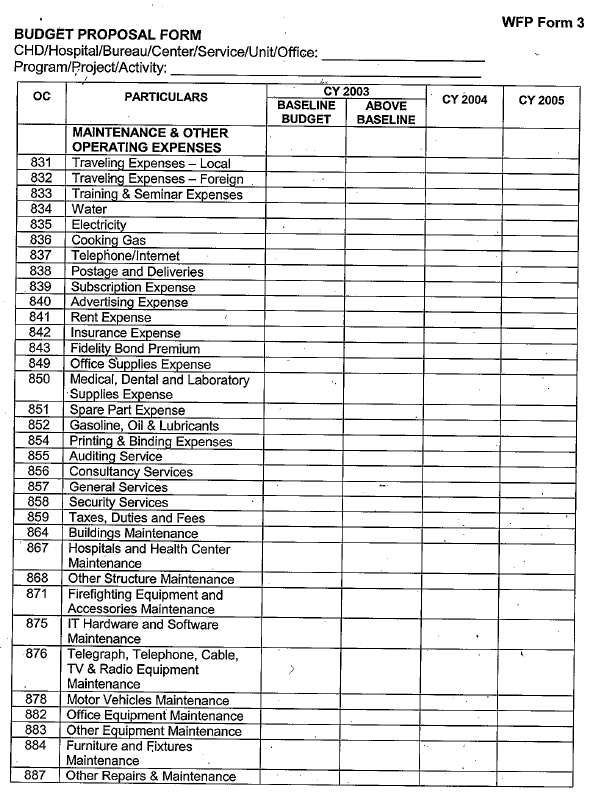 WFP Form 3
BUDGET PROPOSAL FORM
CHD/Hospital/Bureau/Center/Service/Unit/Office:
Program/Project/Activity:
OC PARTICULARS CY 2003 CY 2004 CY 2005
BASELINE BUDGET ABOVE BASELINE
MAINTENANCE & OTHER
OPERATING EXPENSES
831 Traveling Expenses – Local
832 Traveling Expenses – Foreign
833 Training & Seminar Expenses
834 Water
835 Electricity
836 Cooking Gas
837 Telephone/Internet
838 Postage and Deliveries
839 Subscription Expense
840 Advertising Expense
841 Rent Expense
842 Insurance Expense
843 Fidelity Bond Premium
849 Office Supplies Expense
850 Medical, Dental and Laboratory
Supplies Expense
851 Spare Part Expense
852 Gasoline, Oil & Lubricants
854 Printing & Binding Expenses
855 Auditing Service
856 Consultancy Services
857 General Services
858 Security Services
859 Taxes, Duties and Fees
864 Buildings Maintenance
867 Hospitals and Health Center
Maintenance
868 Other Structure Maintenance
871 Firefighting Equipment and
Accessories Maintenance
875 IT Hardware and Software
Maintenance
876 Telegraph, Telephone, Cable,
TV & Radio Equipment
Maintenance
878 Motor Vehicles Maintenance
882 Office Equipment Maintenance
883 Other Equipment Maintenance
884 Furniture and Fixtures
Maintenance
887 Other Repairs & Maintenance